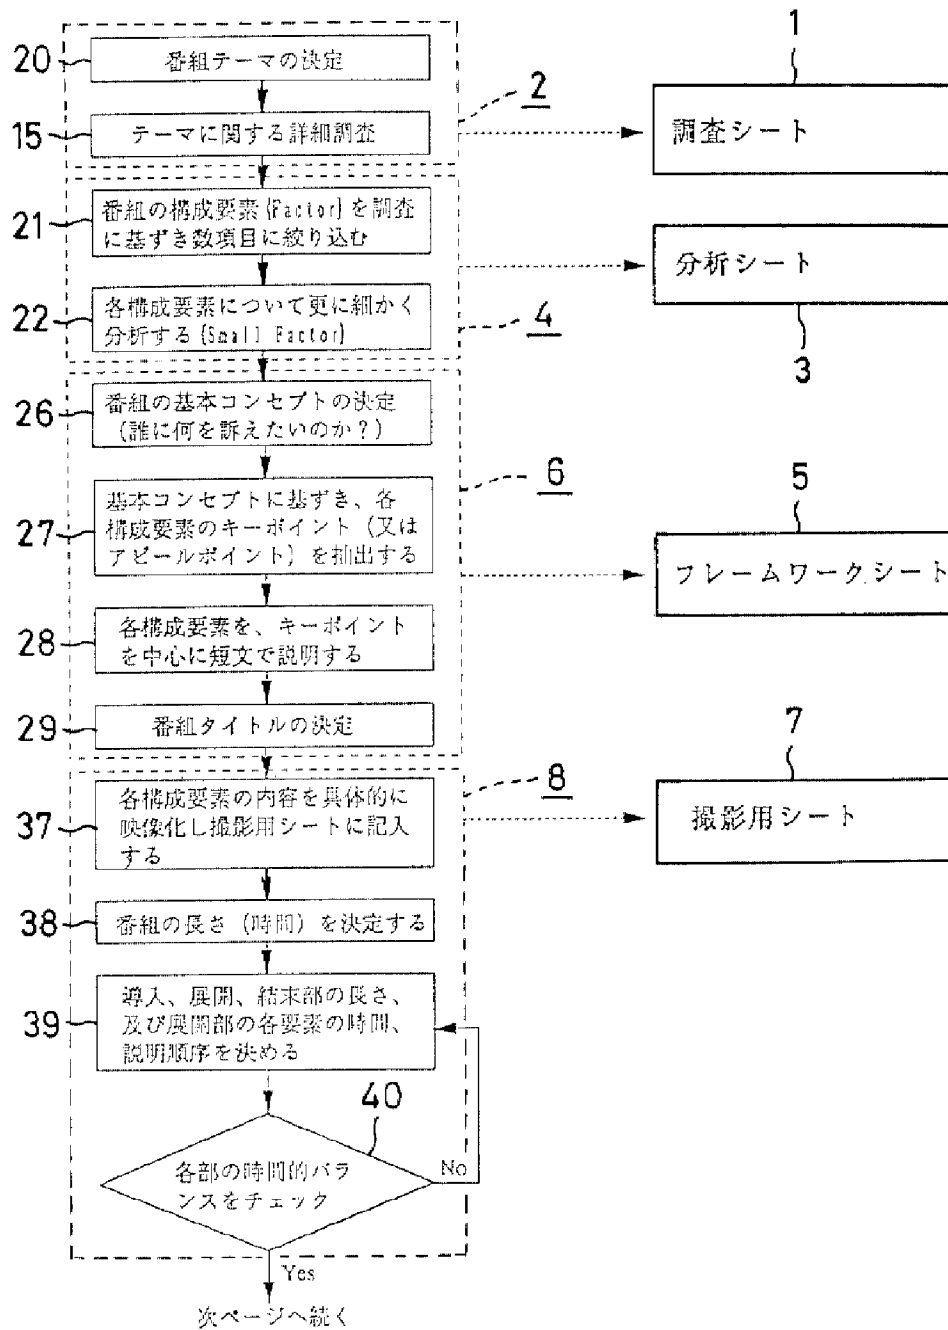 1
20
番組テーマの決定
2
15
テーマに関する詳細調査
調査シート
21
番組の構成要素(Factor)を調査
に基ずき数項目に絞り込む
分析シート
22
各構成要素について更に細かく
分析する(Small Factor)
4
3
26
番組の基本コンセプトの決定
(誰に何を訴えたいのか?)
6
5
27
基本コンセプトに基ずき、各
構成要素のキーポイント(又は
アピールポイント)を抽出する
フレームワークシート
28
各構成要素を、キーポイント
を中心に短文で説明する
29
番組タイトルの決定
7
8
37
各構成要素の内容を具体的に
映像化し撮影用シートに記入
する
撮影用シート
38
番組の長さ(時間)を決定する
39
導入、展開、結末部の長さ、
及び展開部の各要素の時間、
説明順序を決める
40
各部の時間的バラ
ンスをチェック
No
Yes
次ページへ続く